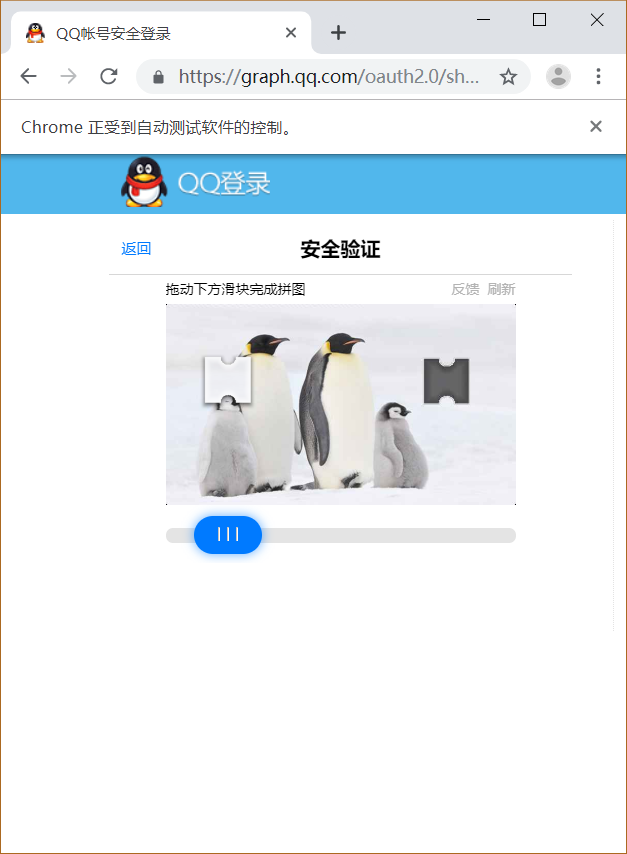 QQ帐号安全登录
https://graph.qq.com/oauth2.0/sh...
Chrome 正受到自动测试软件的控制。
QQ登录
返回
安全验证
拖动下方滑块完成拼图
反馈 刷新